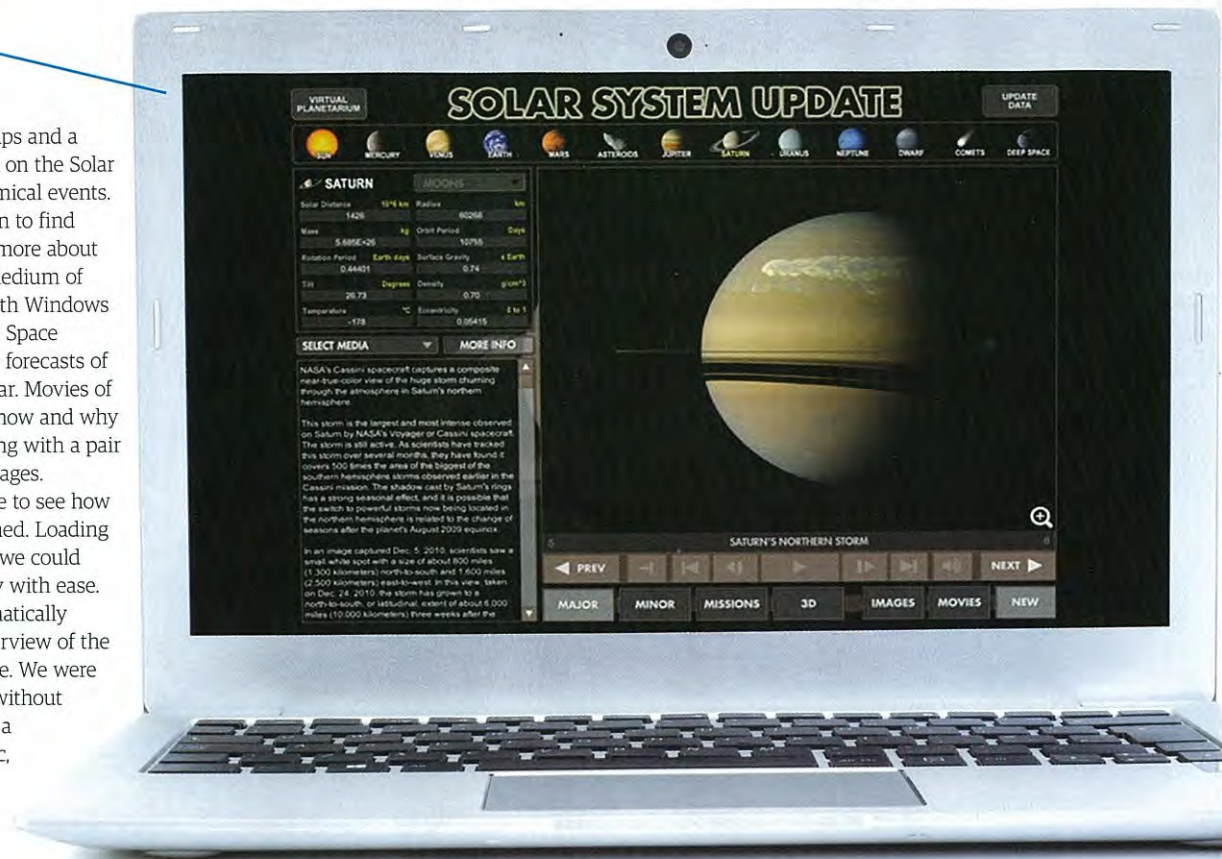 ps and a
on the Solar
mical events.
n to find
more about
edium of
th Windows
Space
forecasts of
ar. Movies of
how and why
ng with a pair
ages.
e to see how
ned. Loading
we could
y with ease.
matically
rview of the
e. We were
without
a
c,
VIRTUAL
PLANETARIUM
SOLAR SYSTEM UPDATE
UPDATE
DATA
SUN MERCURY VENUS EARTH MARS ASTEROIDS JUPITER SATURN URANUS NEPTUNE DWARF COMETS DEEP SPACE
SATURN MOONS
Solar Distance 10^6 km Radius km
1426 60268
Mass kg Orbit Period Days
5.685E+26 10755
Rotation Period Earth days Surface Gravity x Earth
0.44401 0.74
Tilt Degrees Density g/cm^3
26.73 0.70
Temperature °C Eccentricity 0 to 1
-178 0.05415
SELECT MEDIA MORE INFO
NASA's Cassini spacecraft captures a composite
near-true-color view of the huge storm churning
through the atmosphere in Saturn's northern
hemisphere.
This storm is the largest and most intense observed
on Saturn by NASA's Voyager or Cassini spacecraft.
The storm is still active. As scientists have tracked
this storm over several months, they have found it
covers 500 times the area of the biggest of the
southern hemisphere storms observed earlier in the
Cassini mission. The shadow cast by Saturn's rings
has a strong seasonal effect, and it is possible that
the switch to powerful storms now being located in
the northern hemisphere is related to the change of
seasons after the planet's August 2009 equinox.
In an image captured Dec. 5, 2010, scientists saw a
small white spot with a size of about 800 miles
(1,300 kilometers) north-to-south and 1,600 miles
(2,500 kilometers) east-to-west. In this view, taken
on Dec. 24, 2010, the storm has grown to a
north-to-south, or latitudinal, extent of about 6,000
miles (10,000 kilometers) three weeks after the
SATURN'S NORTHERN STORM
PREV NEXT
MAJOR MINOR MISSIONS 3D IMAGES MOVIES NEW